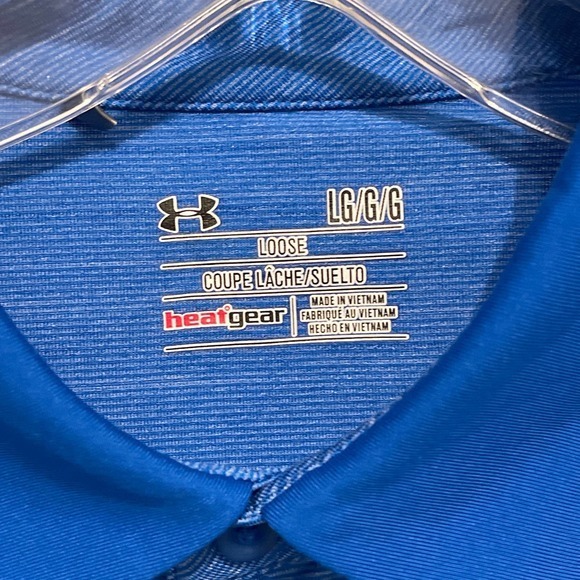 LG/G/G
LOOSE
COUPE LÂCHE/SUELTO
heatgear
MADE IN VIETNAM
FABRIQUÉ AU VIETNAM
HECHO EN VIETNAM